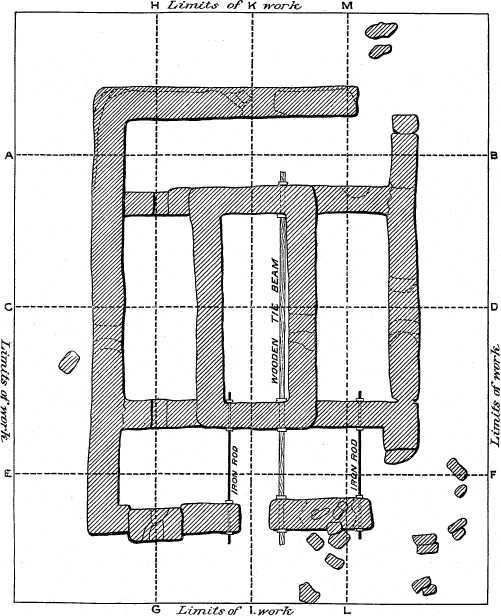 H Limits of K work M
A B
WOODEN TIE BEAM
C D
Limits of work
Limits of work
E F
IRON ROD
IRON ROD
G Limits of I work L